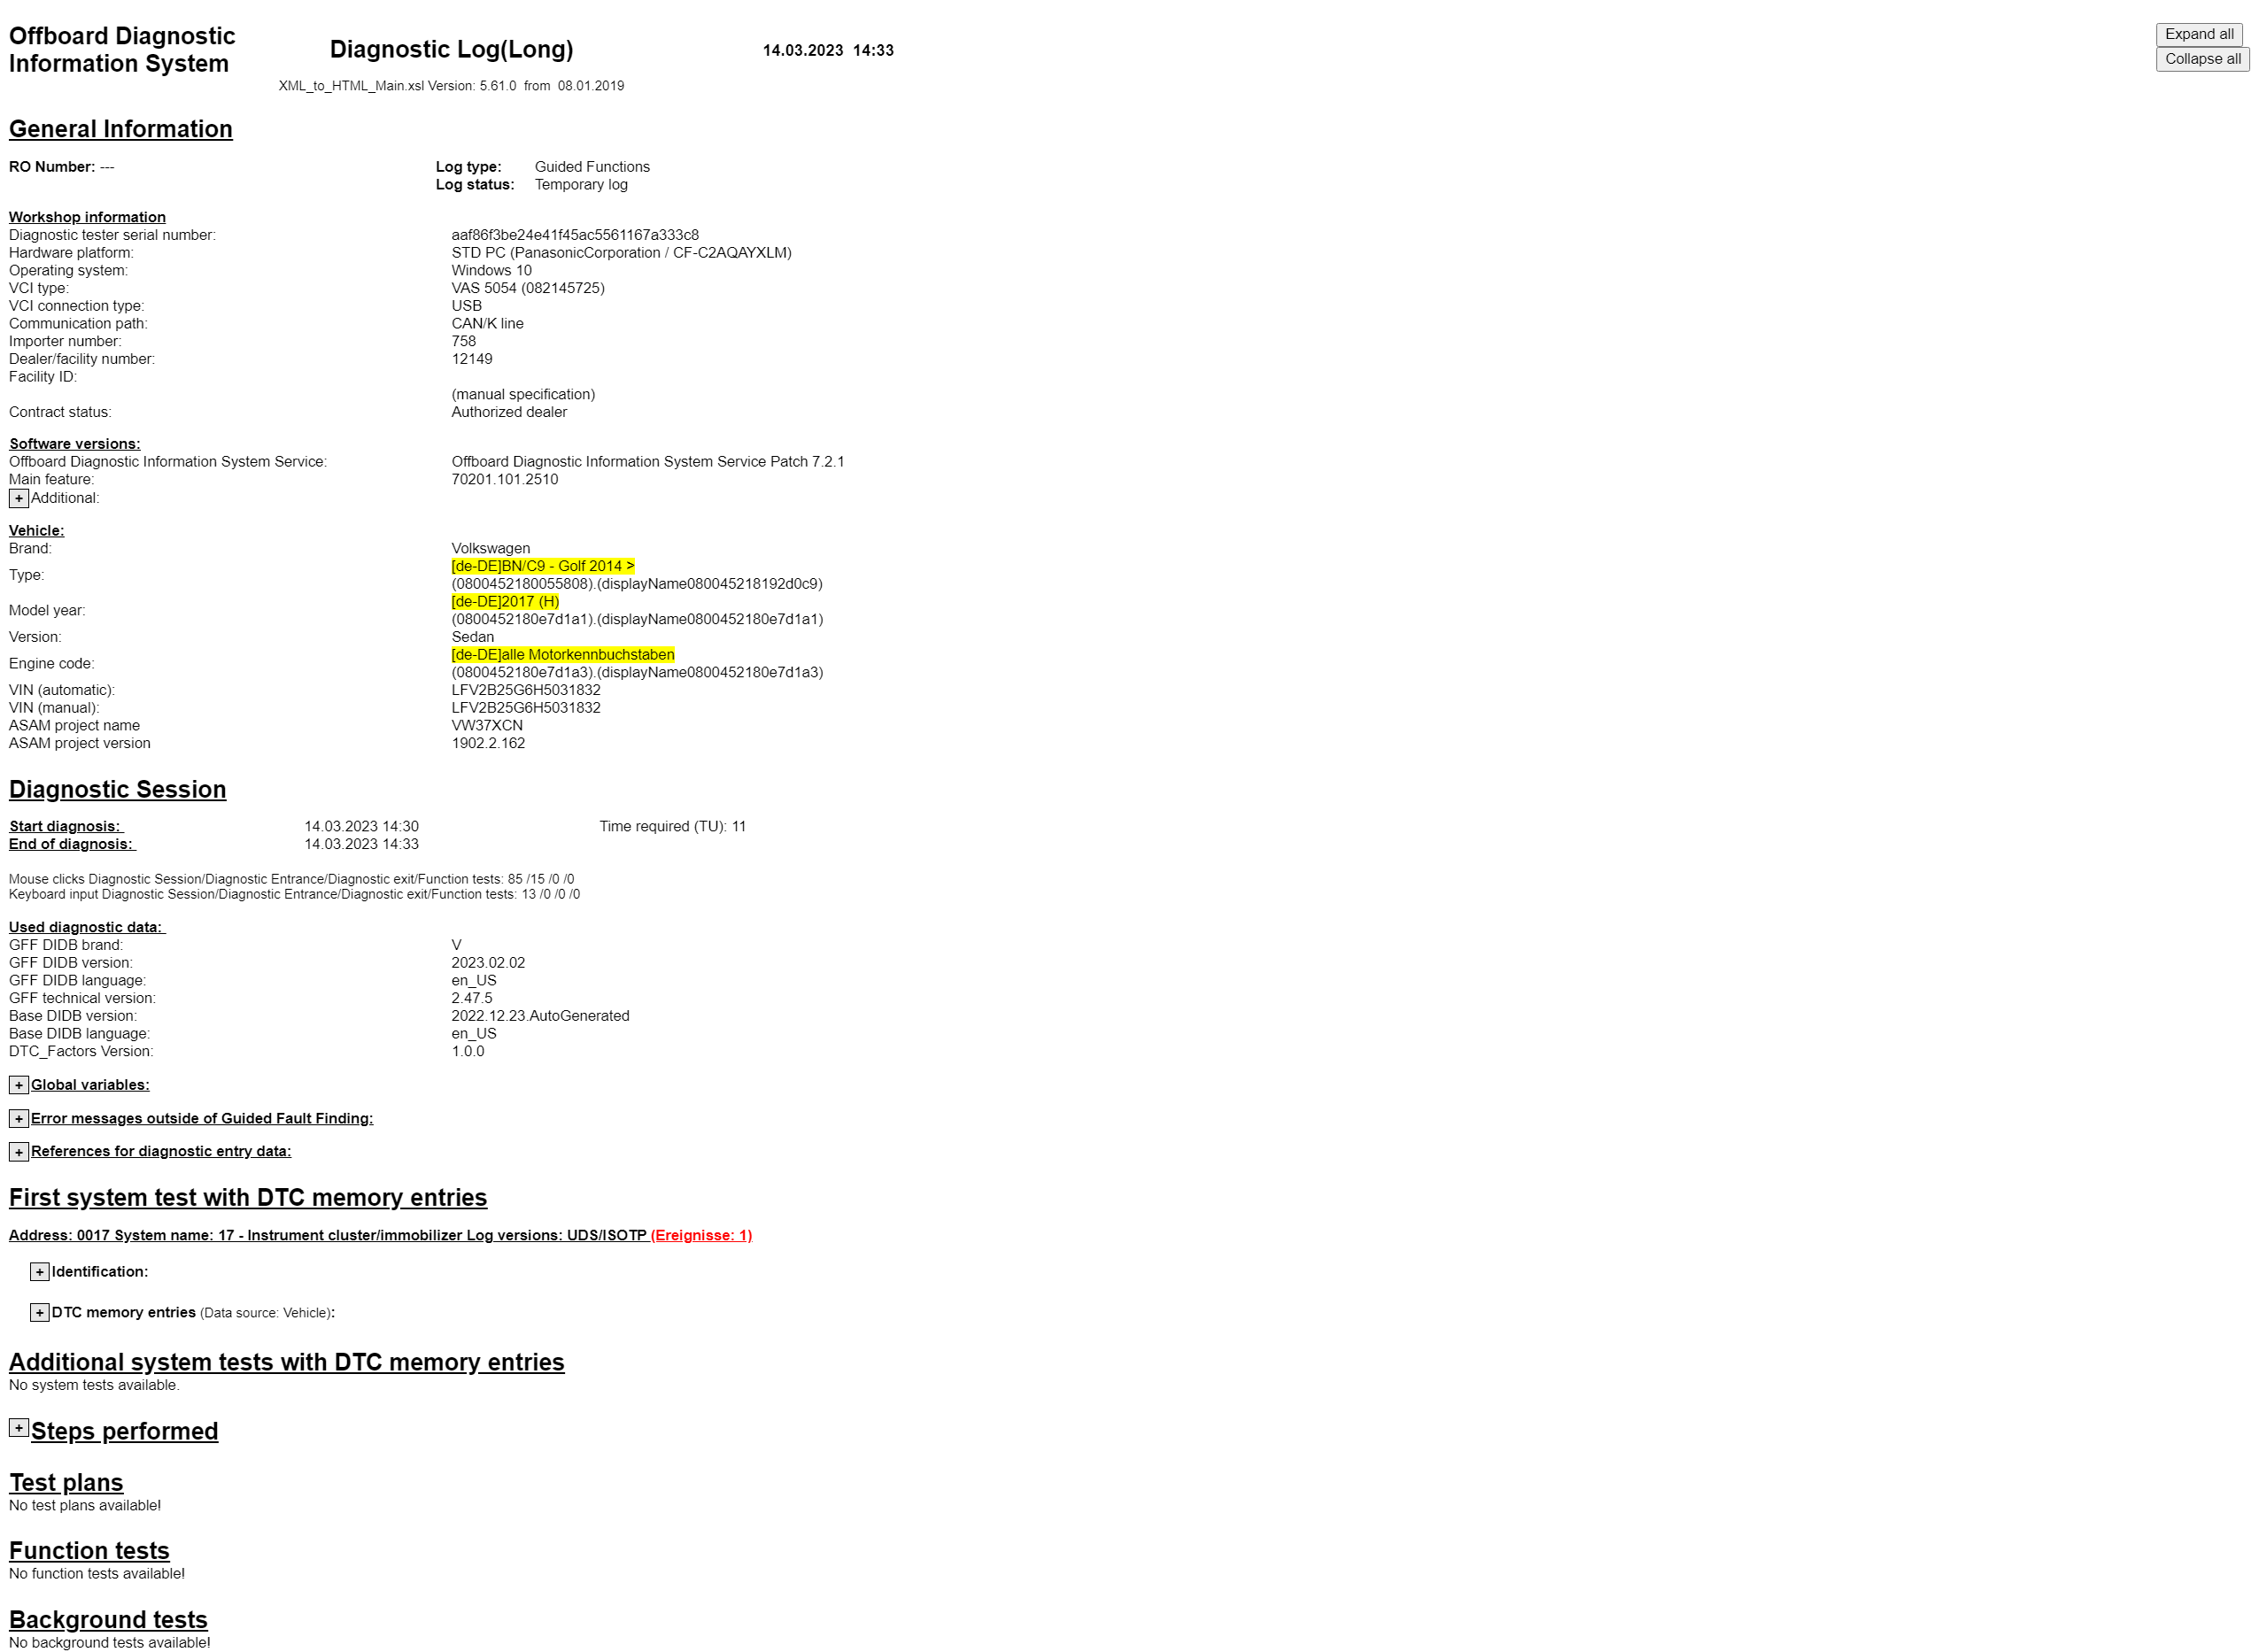 Offboard Diagnostic
Information System
Diagnostic Log(Long)
14.03.2023  14:33
Expand all
Collapse all
XML_to_HTML_Main.xsl Version: 5.61.0  from  08.01.2019
General Information
RO Number: ---
Log type: Guided Functions
Log status: Temporary log
Workshop information
Diagnostic tester serial number: aaf86f3be24e41f45ac5561167a333c8
Hardware platform: STD PC (PanasonicCorporation / CF-C2AQAYXLM)
Operating system: Windows 10
VCI type: VAS 5054 (082145725)
VCI connection type: USB
Communication path: CAN/K line
Importer number: 758
Dealer/facility number: 12149
Facility ID:
(manual specification)
Contract status: Authorized dealer
Software versions:
Offboard Diagnostic Information System Service: Offboard Diagnostic Information System Service Patch 7.2.1
Main feature: 70201.101.2510
+ Additional:
Vehicle:
Brand: Volkswagen
Type: [de-DE]BN/C9 - Golf 2014 >
(0800452180055808).(displayName080045218192d0c9)
Model year: [de-DE]2017 (H)
(0800452180e7d1a1).(displayName0800452180e7d1a1)
Version: Sedan
Engine code: [de-DE]alle Motorkennbuchstaben
(0800452180e7d1a3).(displayName0800452180e7d1a3)
VIN (automatic): LFV2B25G6H5031832
VIN (manual): LFV2B25G6H5031832
ASAM project name VW37XCN
ASAM project version 1902.2.162
Diagnostic Session
Start diagnosis: 14.03.2023 14:30 Time required (TU): 11
End of diagnosis: 14.03.2023 14:33
Mouse clicks Diagnostic Session/Diagnostic Entrance/Diagnostic exit/Function tests: 85 /15 /0 /0
Keyboard input Diagnostic Session/Diagnostic Entrance/Diagnostic exit/Function tests: 13 /0 /0 /0
Used diagnostic data:
GFF DIDB brand: V
GFF DIDB version: 2023.02.02
GFF DIDB language: en_US
GFF technical version: 2.47.5
Base DIDB version: 2022.12.23.AutoGenerated
Base DIDB language: en_US
DTC_Factors Version: 1.0.0
+ Global variables:
+ Error messages outside of Guided Fault Finding:
+ References for diagnostic entry data:
First system test with DTC memory entries
Address: 0017 System name: 17 - Instrument cluster/immobilizer Log versions: UDS/ISOTP (Ereignisse: 1)
+ Identification:
+ DTC memory entries (Data source: Vehicle):
Additional system tests with DTC memory entries
No system tests available.
+ Steps performed
Test plans
No test plans available!
Function tests
No function tests available!
Background tests
No background tests available!